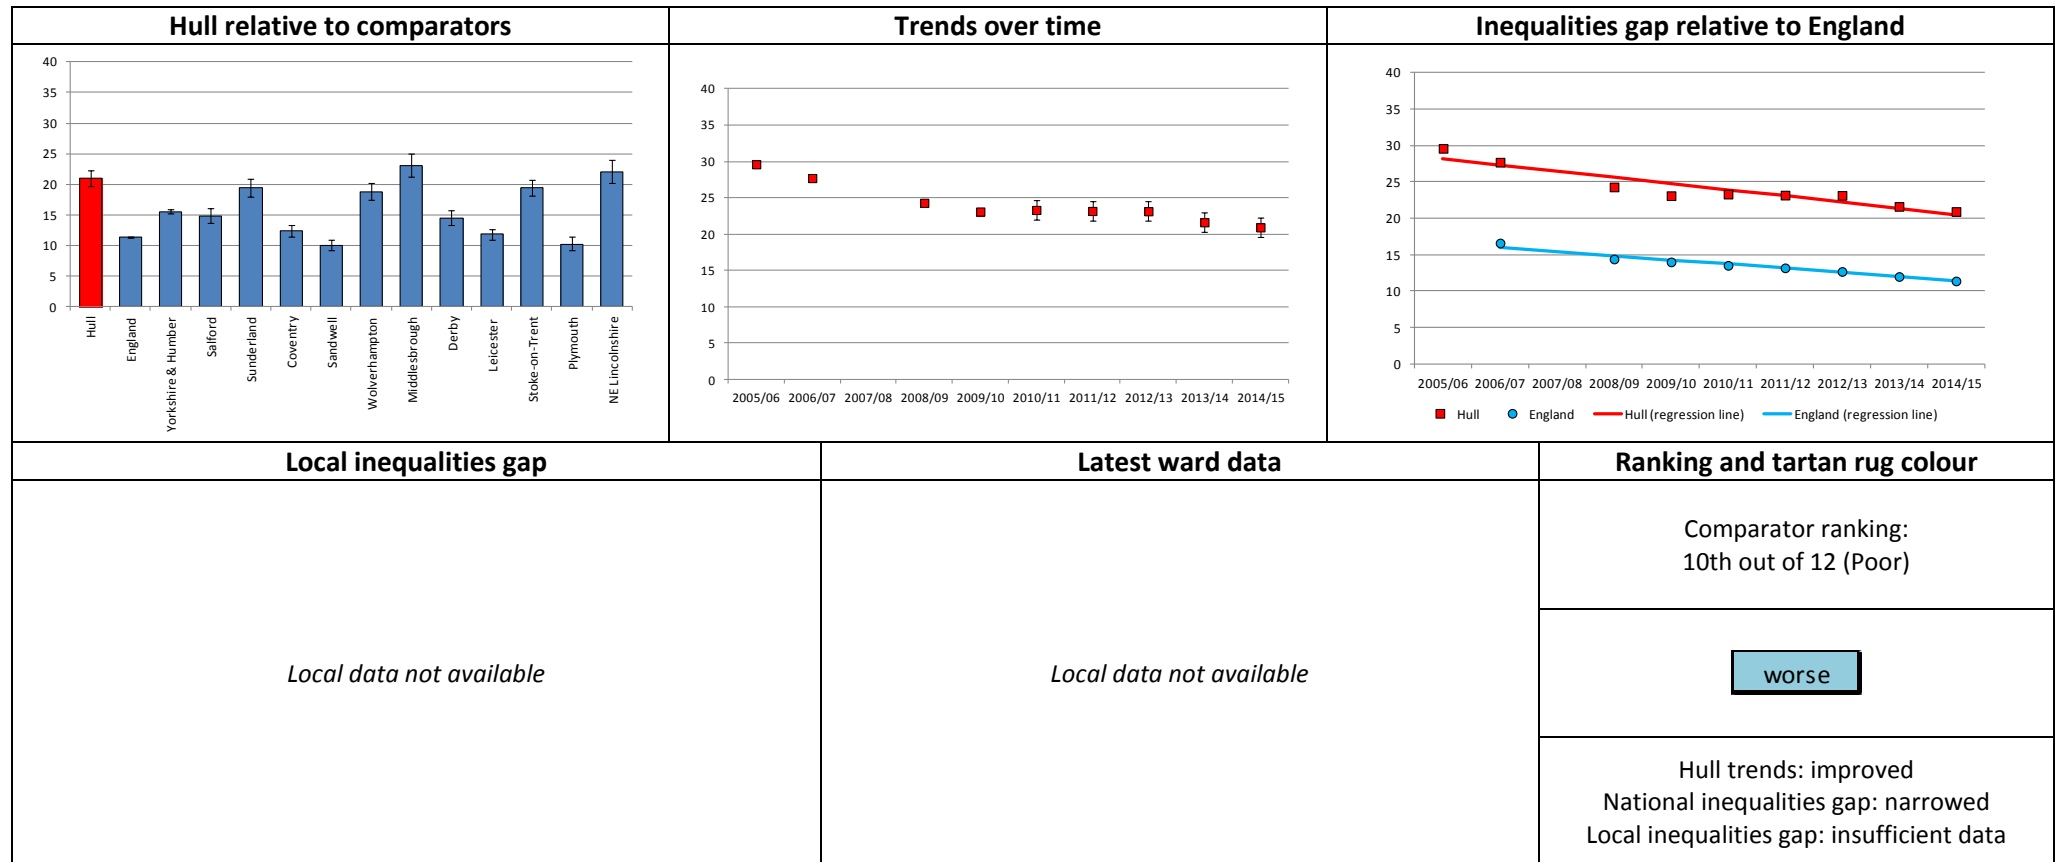 Hull relative to comparators
40
35
30
25
20
15
10
5
0
Hull
England
Yorkshire & Humber
Salford
Sunderland
Coventry
Sandwell
Wolverhampton
Middlesbrough
Derby
Leicester
Stoke-on-Trent
Plymouth
NE Lincolnshire
Trends over time
40
35
30
25
20
15
10
5
0
2005/06 2006/07 2007/08 2008/09 2009/10 2010/11 2011/12 2012/13 2013/14 2014/15
Inequalities gap relative to England
40
35
30
25
20
15
10
5
0
2005/06 2006/07 2007/08 2008/09 2009/10 2010/11 2011/12 2012/13 2013/14 2014/15
Hull England Hull (regression line) England (regression line)
Local inequalities gap
Local data not available
Latest ward data
Local data not available
Ranking and tartan rug colour
Comparator ranking:
10th out of 12 (Poor)
worse
Hull trends: improved
National inequalities gap: narrowed
Local inequalities gap: insufficient data